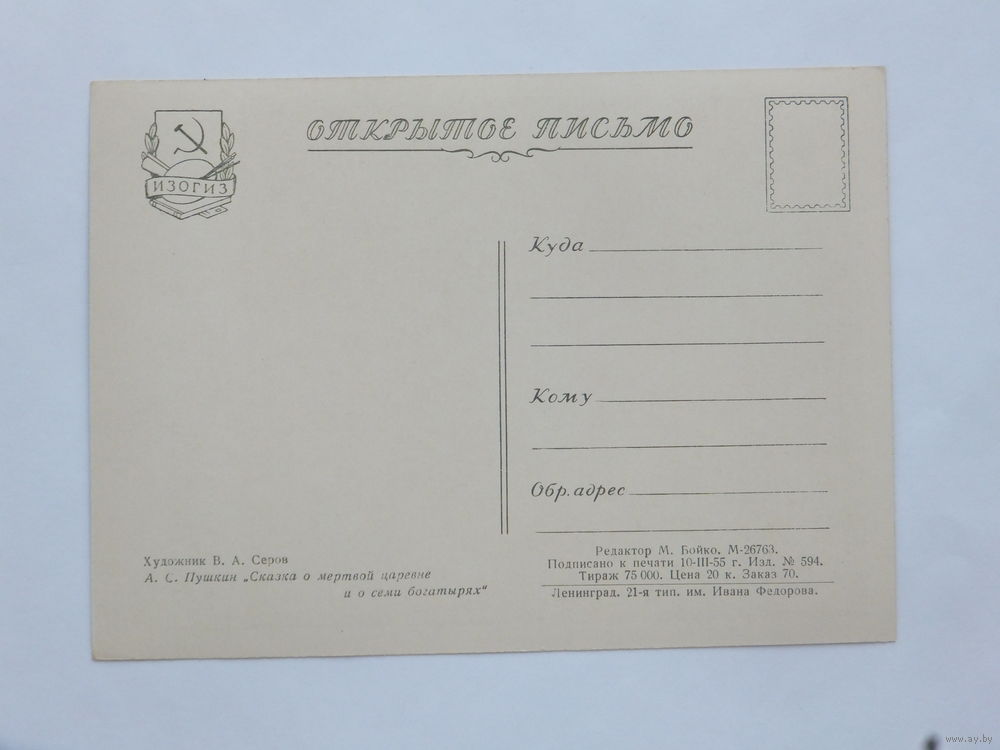 ИЗОГИЗ
ОТКРЫТОЕ ПИСЬМО
Куда
Кому
Обр. адрес
Художник В. А. Серов
А. С. Пушкин „Сказка о мертвой царевне
и о семи богатырях“
Редактор М. Бойко. М-26763.
Подписано к печати 10-III-55 г. Изд. № 594.
Тираж 75 000. Цена 20 к. Заказ 70.
Ленинград. 21-я тип. им. Ивана Федорова.
www.ay.by